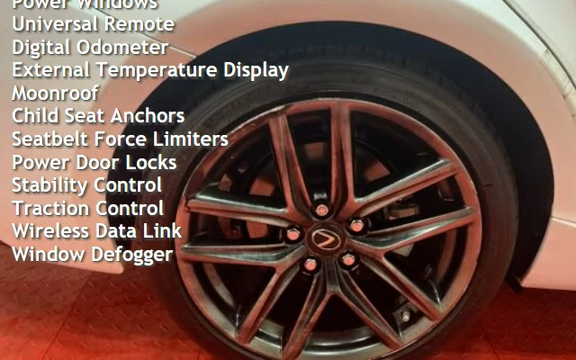 Power Windows
Universal Remote
Digital Odometer
External Temperature Display
Moonroof
Child Seat Anchors
Seatbelt Force Limiters
Power Door Locks
Stability Control
Traction Control
Wireless Data Link
Window Defogger